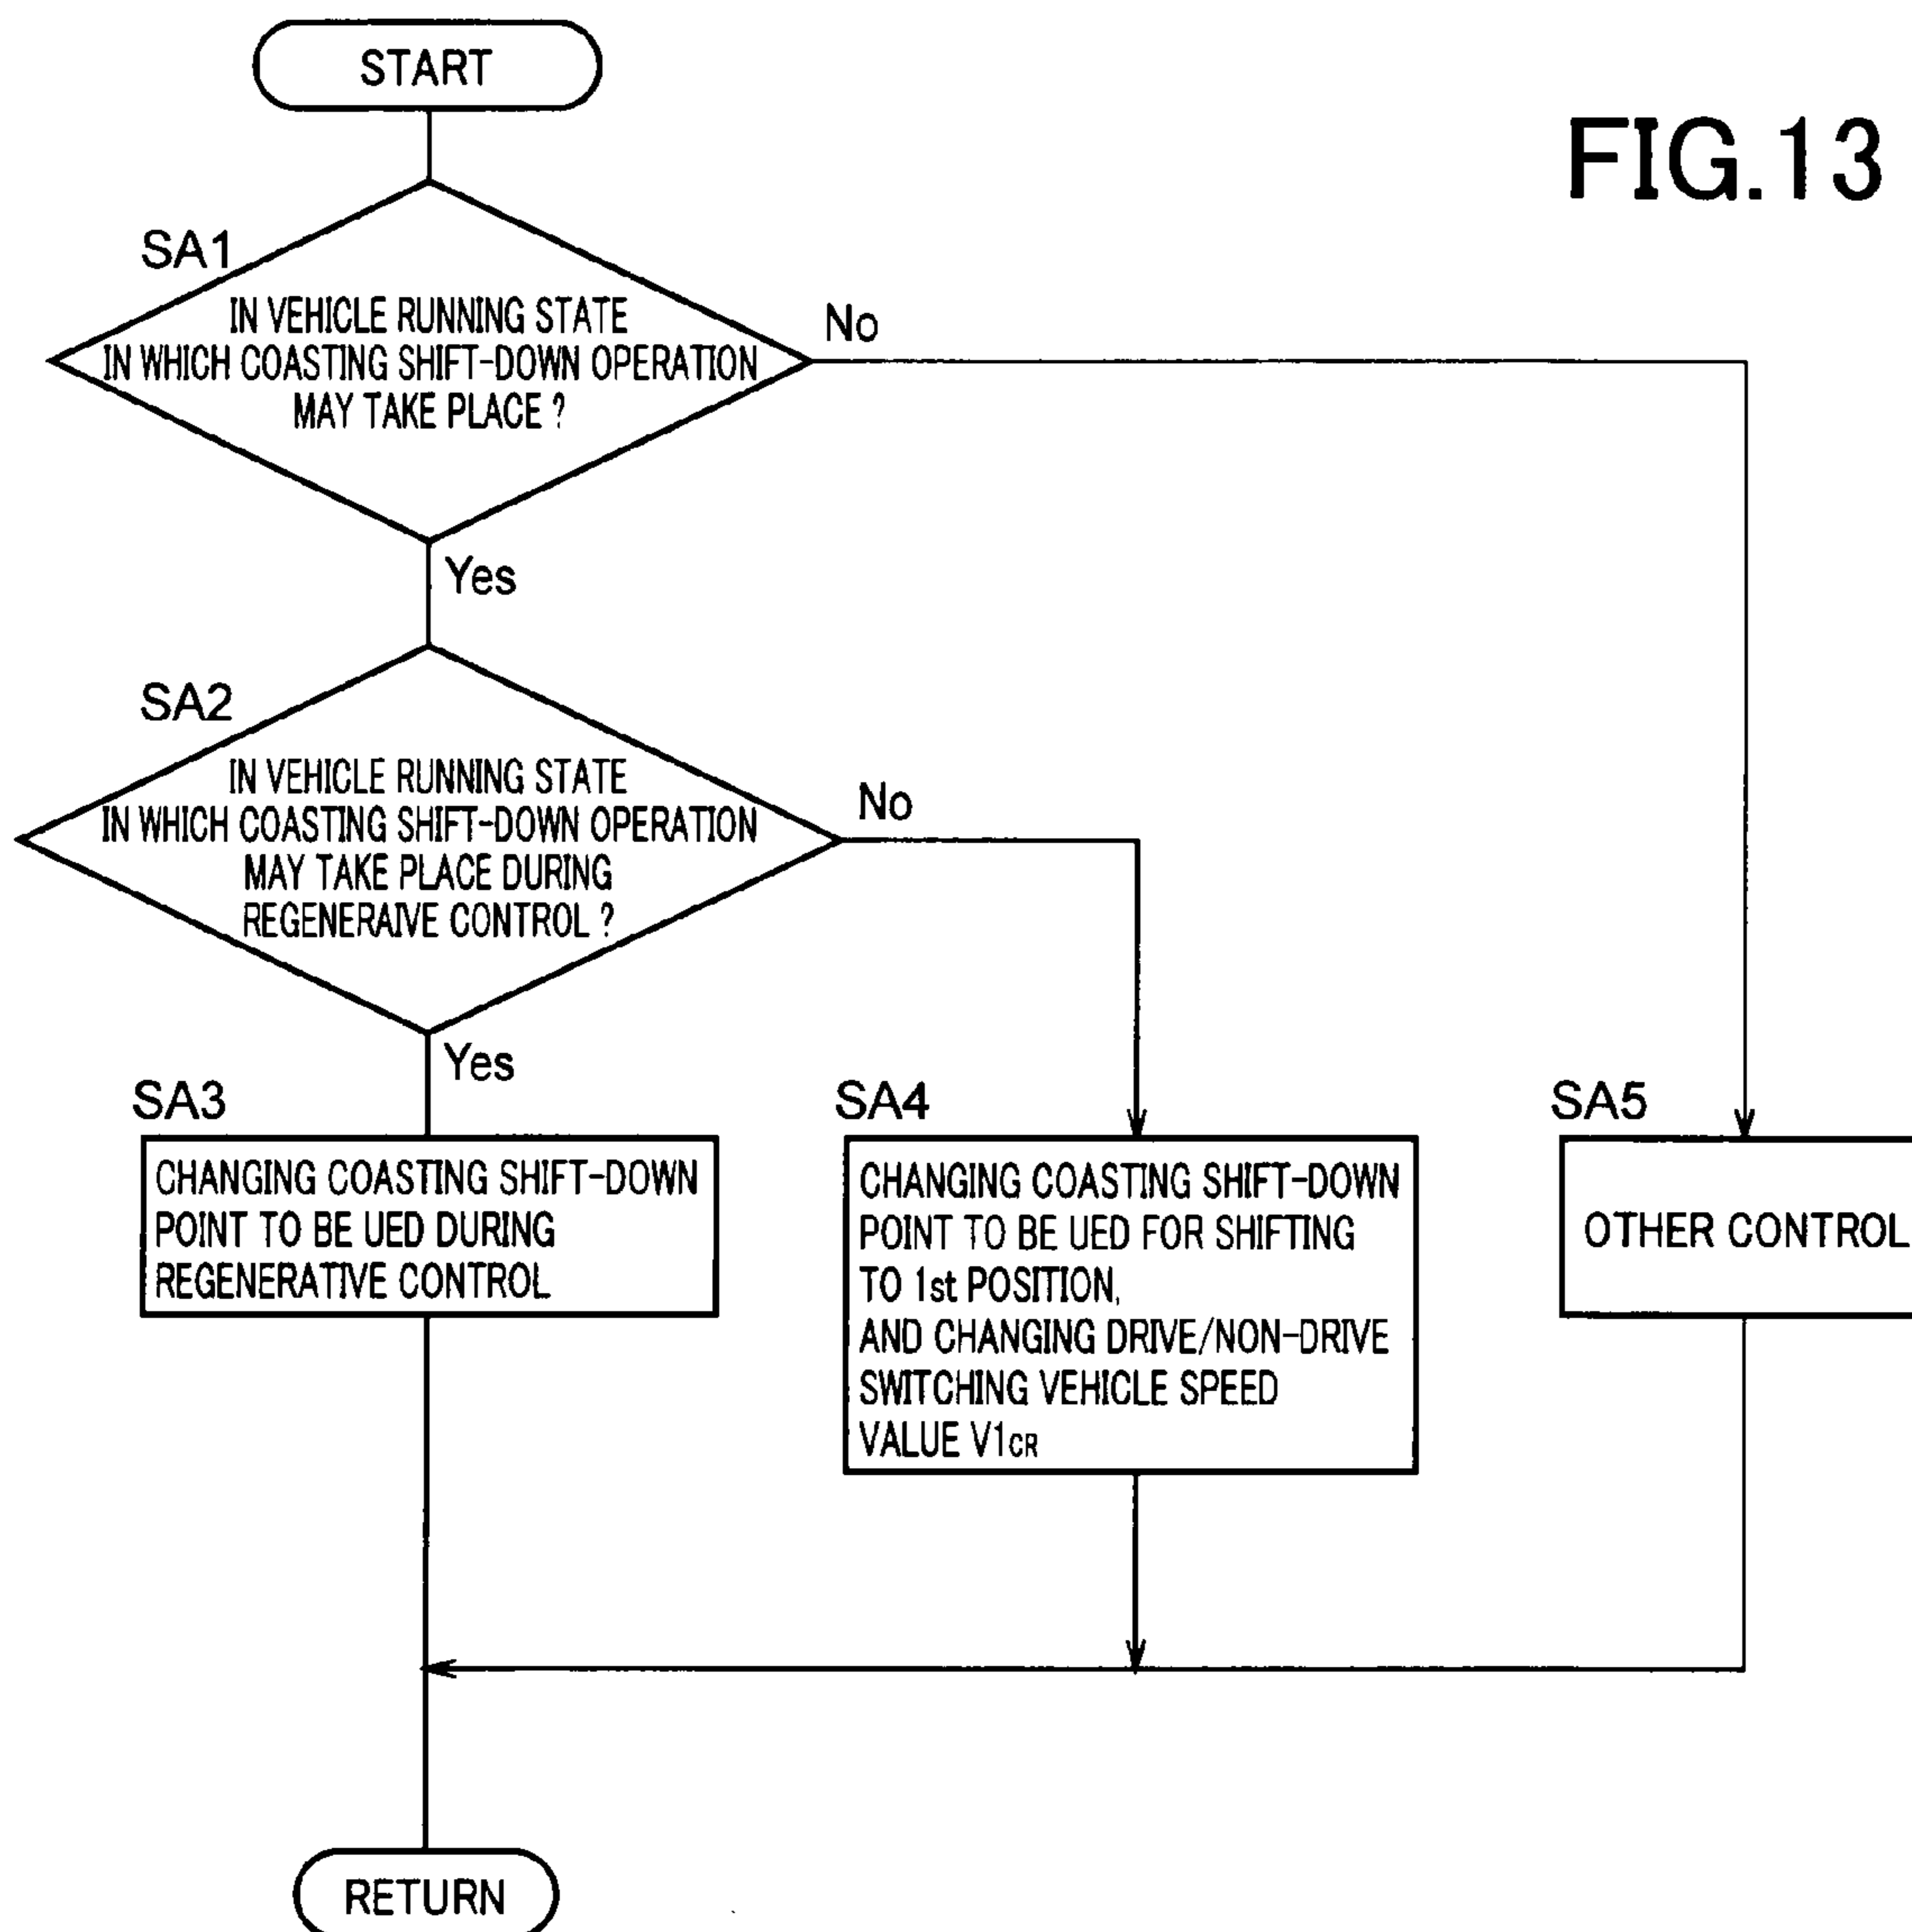 START
FIG.13
SA1
IN VEHICLE RUNNING STATE
IN WHICH COASTING SHIFT-DOWN OPERATION
MAY TAKE PLACE ?
No
Yes
SA2
IN VEHICLE RUNNING STATE
IN WHICH COASTING SHIFT-DOWN OPERATION
MAY TAKE PLACE DURING
REGENERAIVE CONTROL ?
No
Yes
SA3
CHANGING COASTING SHIFT-DOWN
POINT TO BE UED DURING
REGENERATIVE CONTROL
SA4
CHANGING COASTING SHIFT-DOWN
POINT TO BE UED FOR SHIFTING
TO 1st POSITION,
AND CHANGING DRIVE/NON-DRIVE
SWITCHING VEHICLE SPEED
VALUE V1CR
SA5
OTHER CONTROL
RETURN